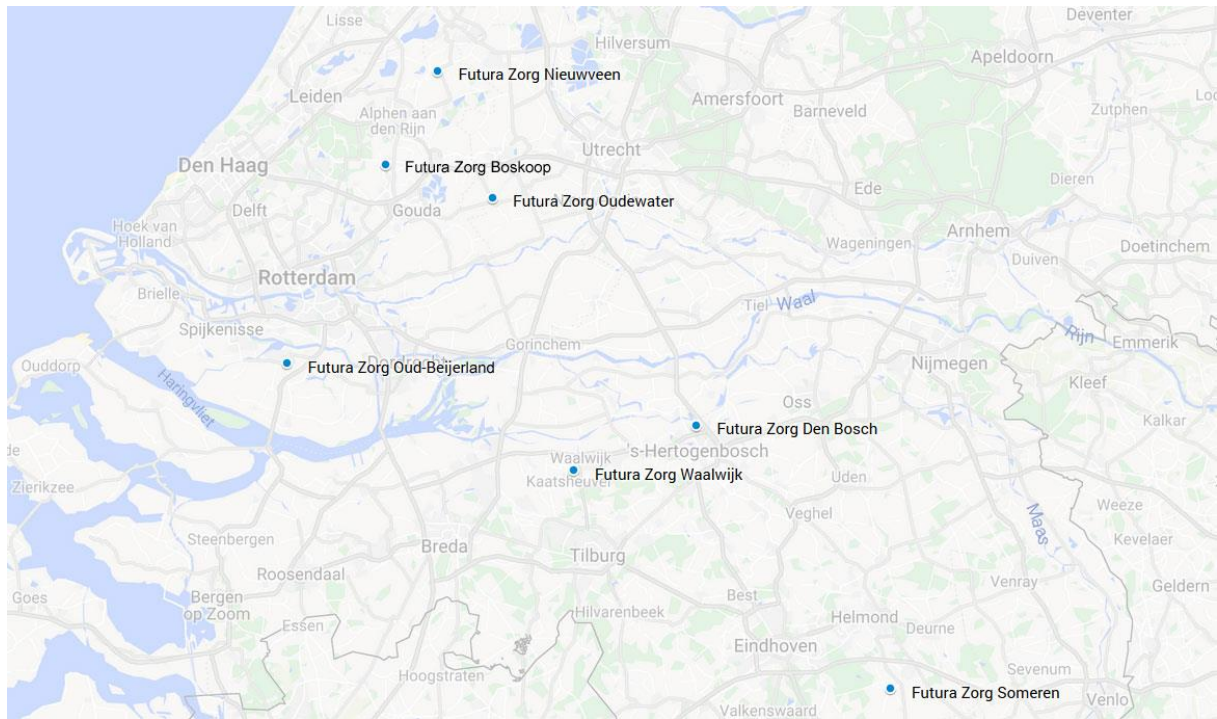 Lisse
Deventer
Hilversum
Apeldoorn
Futura Zorg Nieuwveen
Leiden
Amersfoort
Barneveld
Zutphen
Alphen aan
den Rijn
Utrecht
Den Haag
Futura Zorg Boskoop
Dieren
Ede
Futura Zorg Oudewater
Delft
Gouda
Hoek van
Holland
Arnhem
Wageningen
Doetinchem
Duiven
Rotterdam
Brielle
Tiel
Waal
Spijkenisse
Rijn
Gorinchem
Emmerik
Ouddorp
Dordrecht
Futura Zorg Oud-Beijerland
Nijmegen
Kleef
Haringvliet
Oss
Kalkar
Futura Zorg Den Bosch
's-Hertogenbosch
Waalwijk
Futura Zorg Waalwijk
Kaatsheuvel
Uden
Zierikzee
Weeze
Veghel
Maas
Steenbergen
Breda
Kevelaer
Tilburg
Roosendaal
Venray
Geldern
Goes
Bergen
op Zoom
Best
Hilvarenbeek
Helmond
Essen
Deurne
Eindhoven
Hoogstraten
Sevenum
Futura Zorg Someren
Venlo
Valkenswaard